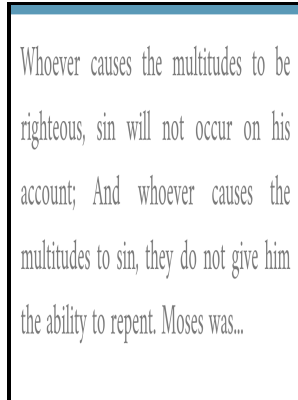 Whoever causes the multitudes to be
righteous, sin will not occur on his
account; And whoever causes the
multitudes to sin, they do not give him
the ability to repent. Moses was...